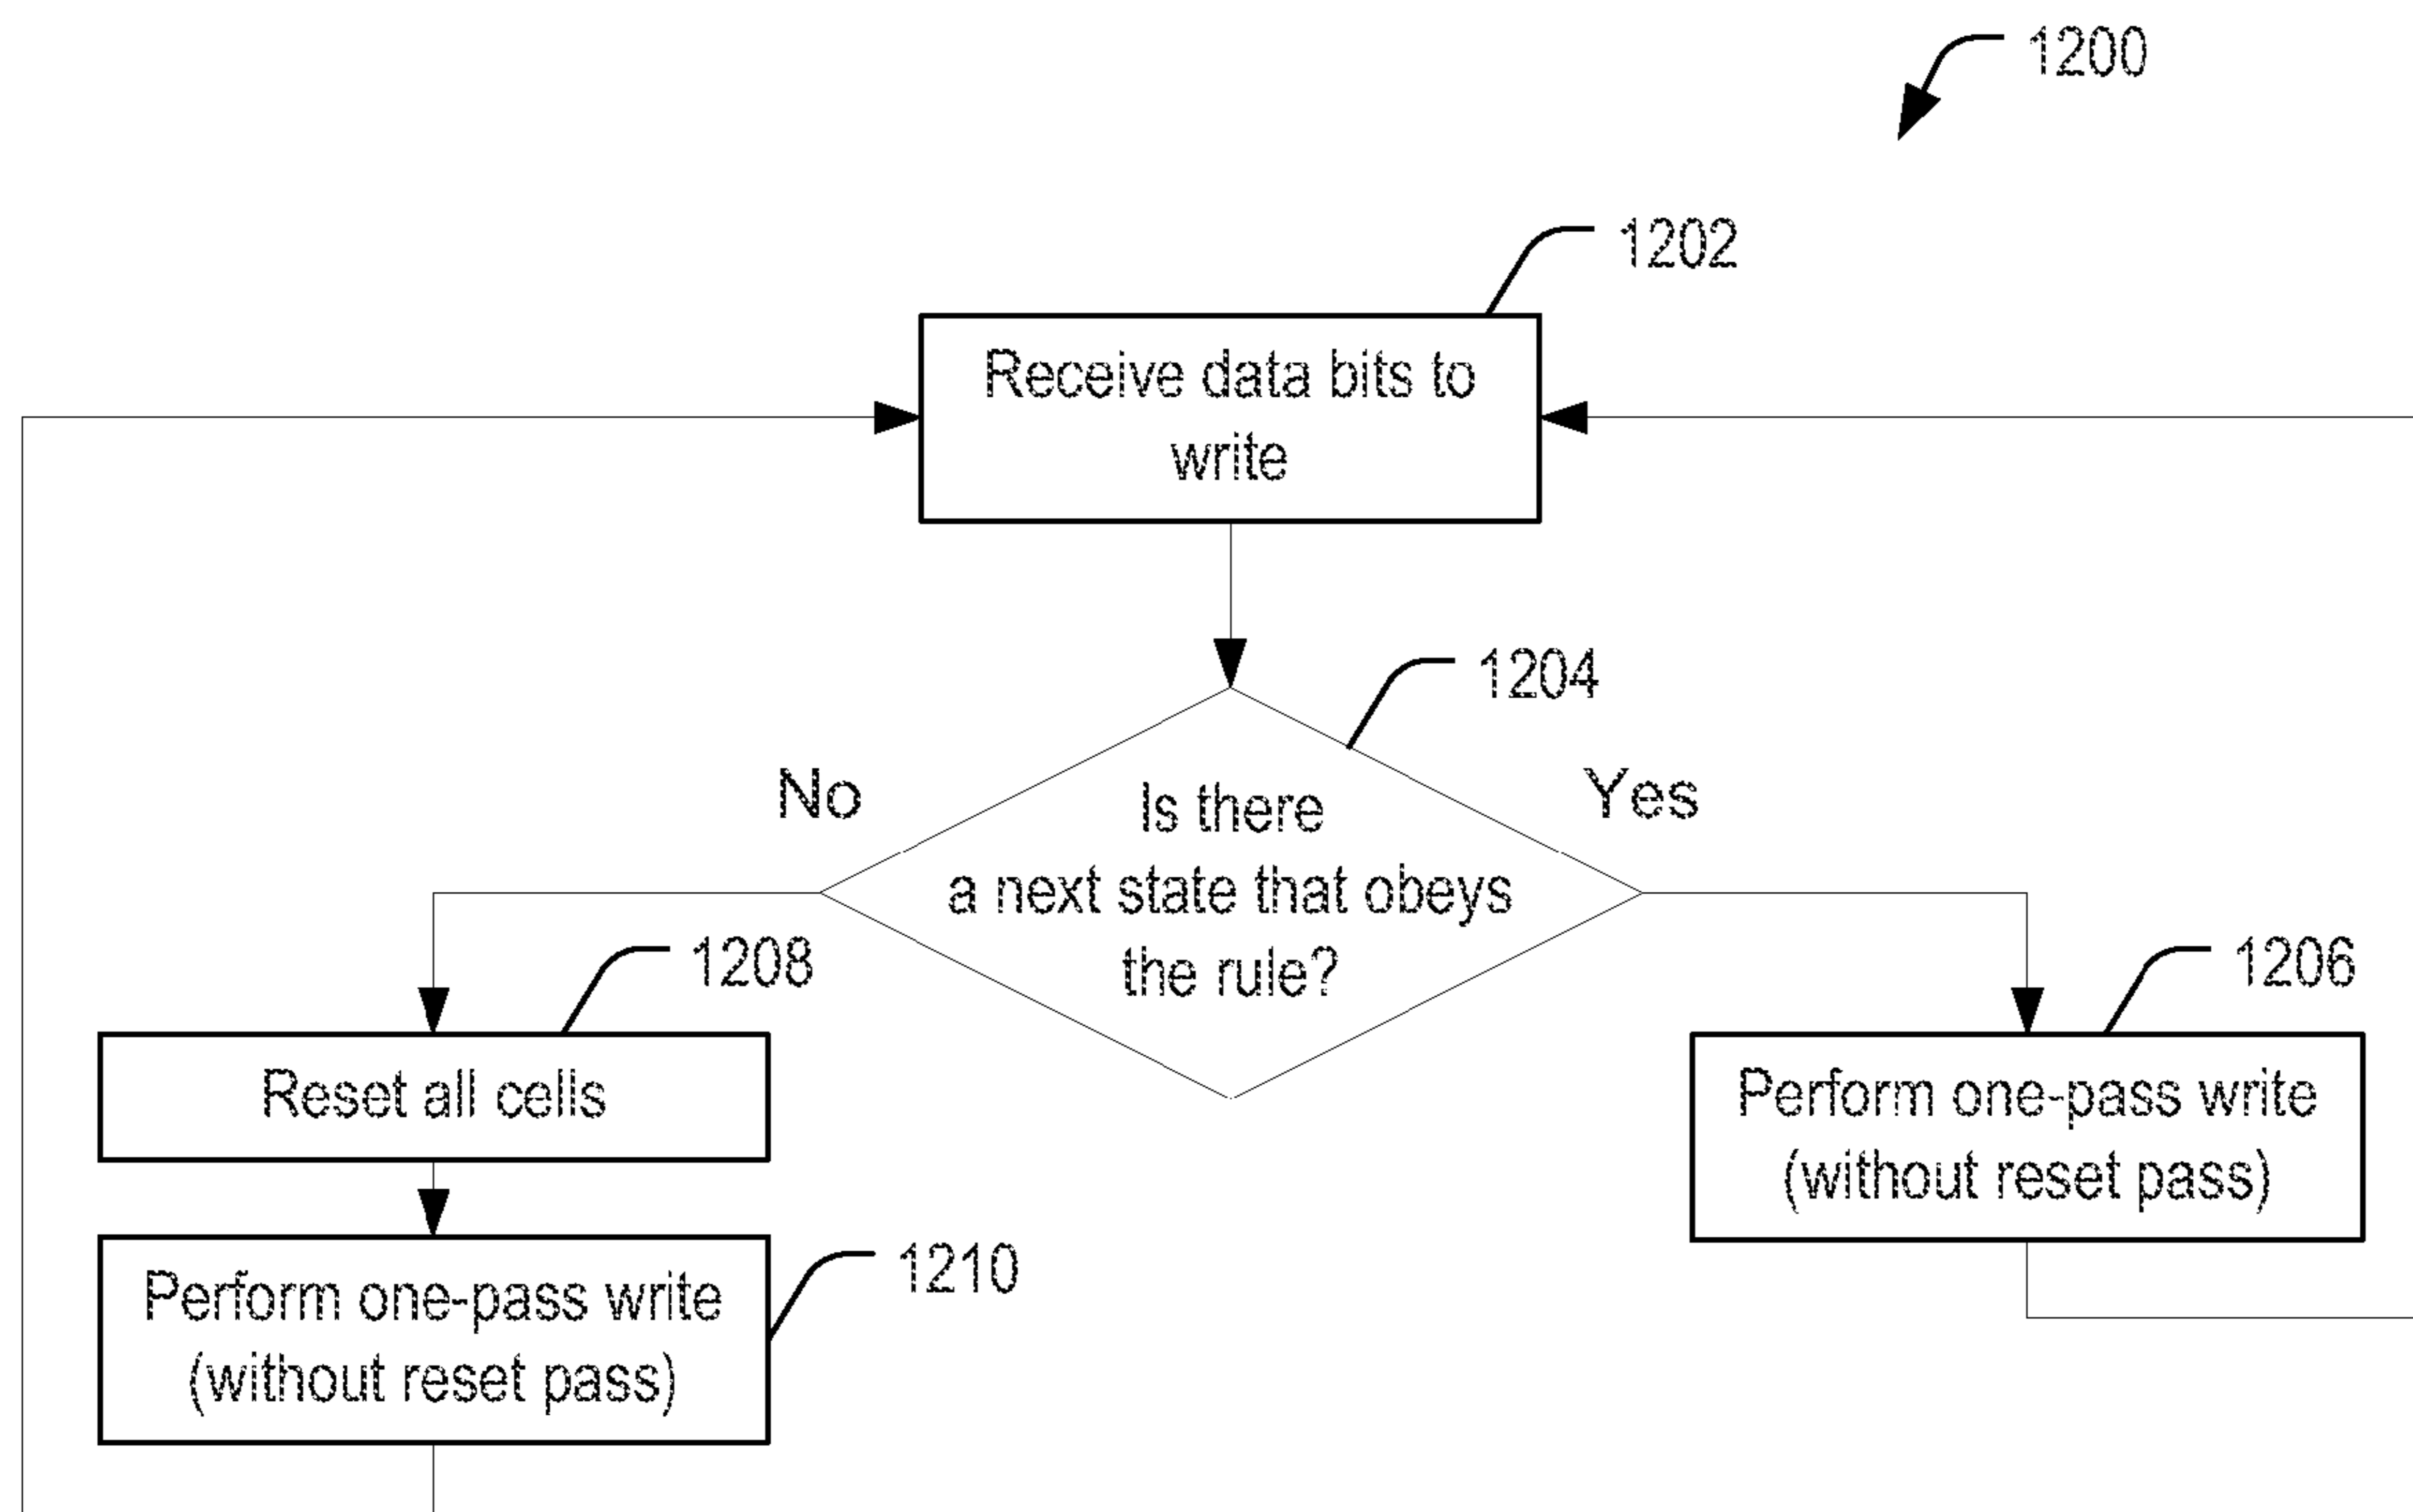 1200
1202
Receive data bits to
write
1204
No
Yes
Is there
a next state that obeys
the rule?
1208
1206
Reset all cells
Perform one-pass write
(without reset pass)
1210
Perform one-pass write
(without reset pass)